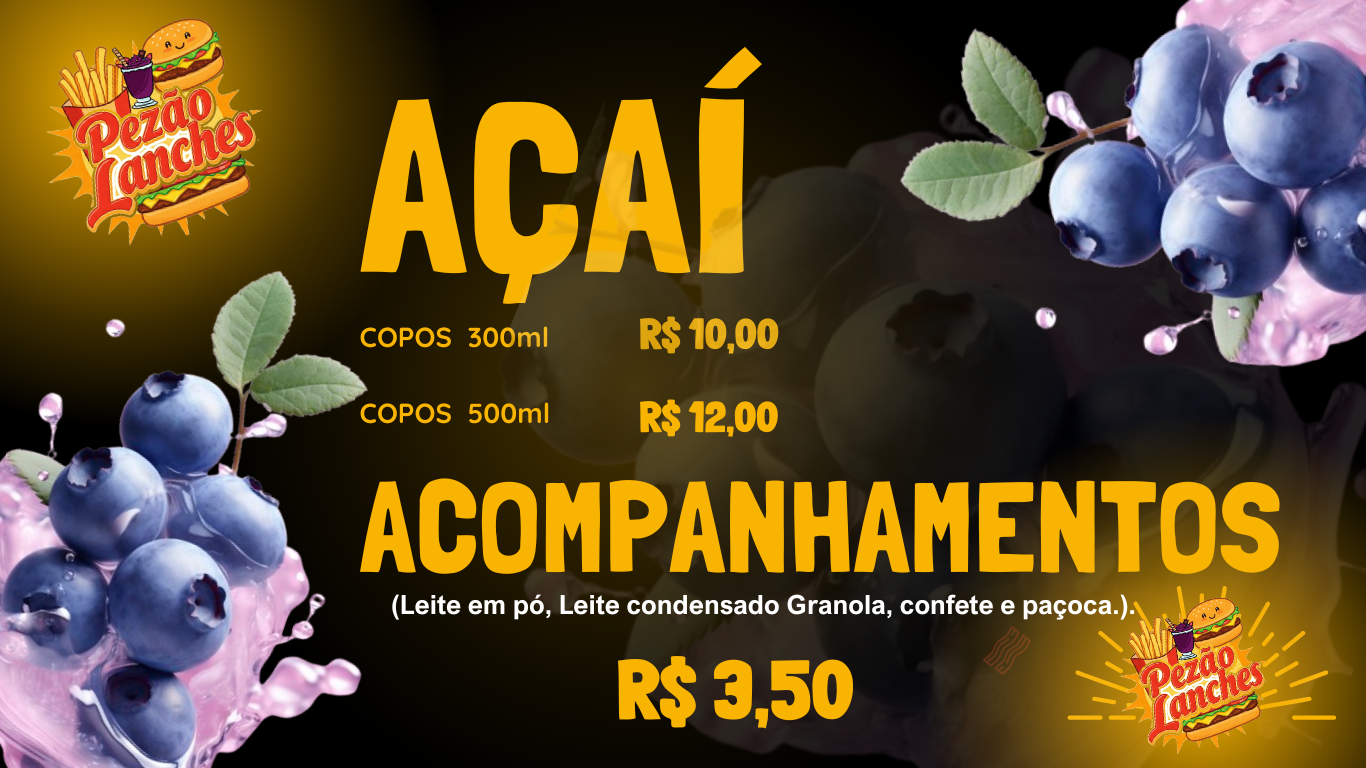 Pezão
Lanches
AÇAÍ
COPOS 300ml R$ 10,00
COPOS 500ml R$ 12,00
ACOMPANHAMENTOS
(Leite em pó, Leite condensado Granola, confete e paçoca.).
R$ 3,50
Pezão
Lanches